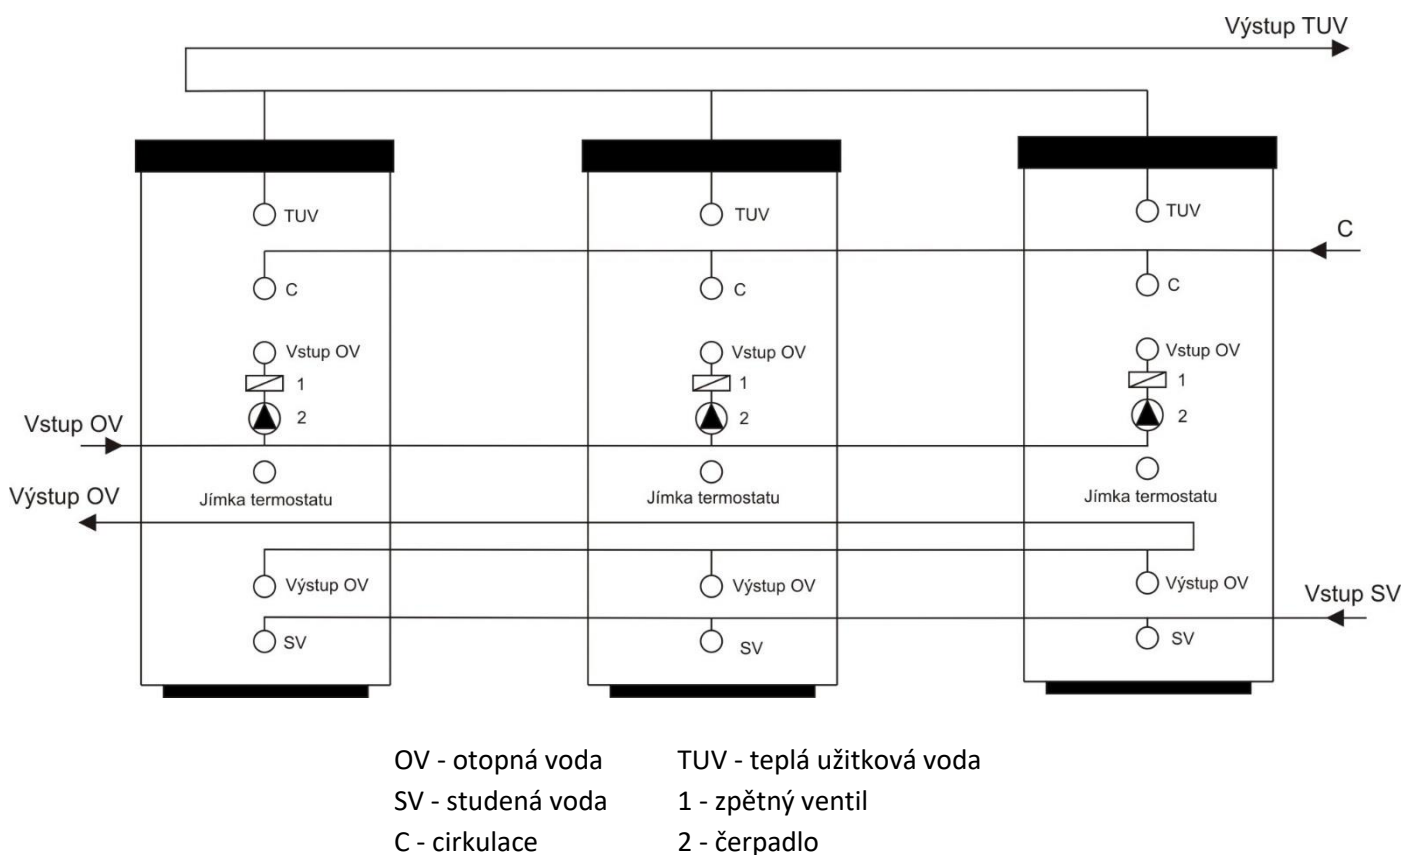 Výstup TUV
TUV
TUV
TUV
C
C
C
C
Vstup OV
Vstup OV
Vstup OV
1
1
1
Vstup OV
2
2
2
Výstup OV
Jímka termostatu
Jímka termostatu
Jímka termostatu
Výstup OV
Výstup OV
Výstup OV
Vstup SV
SV
SV
SV
OV - otopná voda
TUV - teplá užitková voda
SV - studená voda
1 - zpětný ventil
C - cirkulace
2 - čerpadlo